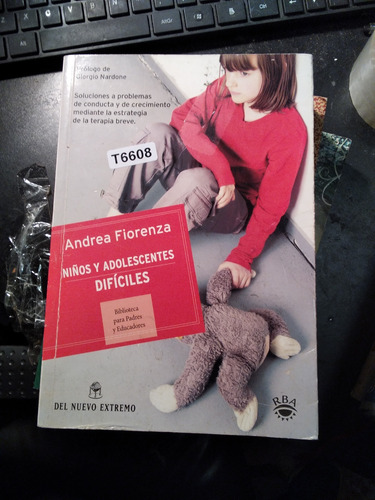 Prólogo de
Giorgio Nardone
Soluciones a problemas
de conducta y de crecimiento
mediante la estrategia
de la terapia breve.
T6608
Andrea Fiorenza
NIÑOS Y ADOLESCENTES
DIFÍCILES
Biblioteca
para Padres
y Educadores
DEL NUEVO EXTREMO
RBA